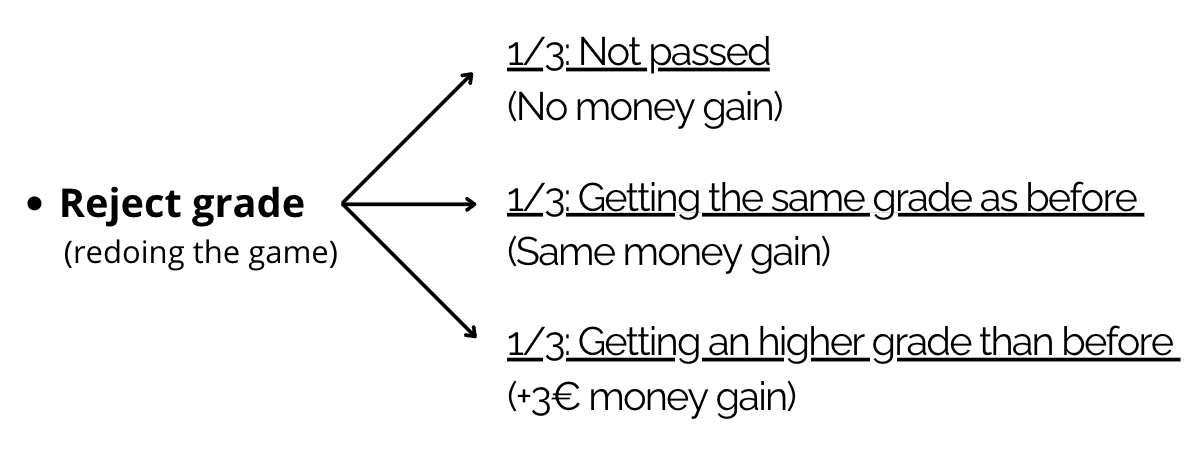 1/3: Not passed
(No money gain)
• Reject grade
(redoing the game)
1/3: Getting the same grade as before
(Same money gain)
1/3: Getting an higher grade than before
(+3€ money gain)